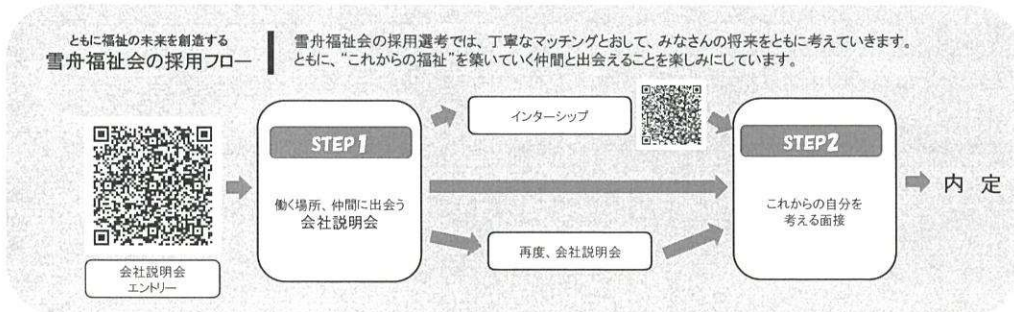 ともに福祉の未来を創造する
雪舟福祉会の採用フロー
雪舟福祉会の採用選考では、丁寧なマッチングとおして、みなさんの将来をともに考えていきます。
ともに、“これからの福祉”を築いていく仲間と出会えることを楽しみにしています。
会社説明会
エントリー
STEP1
働く場所、仲間に出会う
会社説明会
インターシップ
再度、会社説明会
STEP2
これからの自分を
考える面接
内 定